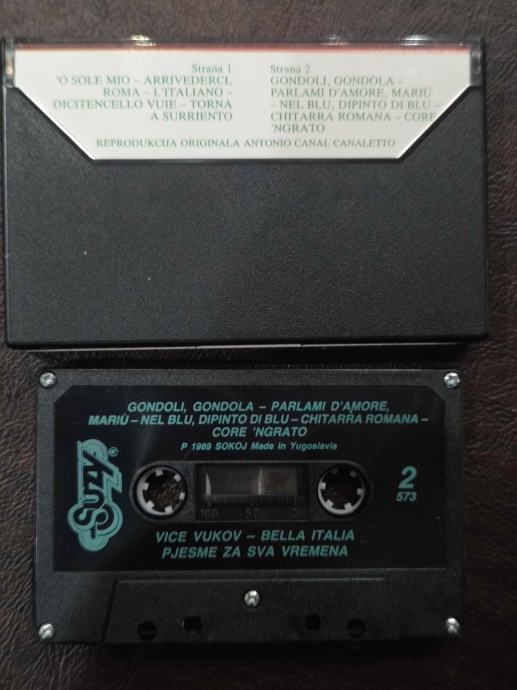 Strana 1
'O SOLE MIO – ARRIVEDERCI,
ROMA – L'ITALIANO –
DICITENCELLO VUIE – TORNA
A SURRIENTO
Strana 2
GONDOLI, GONDOLA –
PARLAMI D'AMORE, MARIÙ
– NEL BLU, DIPINTO DI BLU –
CHITARRA ROMANA – CORE
'NGRATO
REPRODUKCIJA ORIGINALA ANTONIO CANAL CANALETTO
GONDOLI, GONDOLA – PARLAMI D'AMORE,
MARIÙ – NEL BLU, DIPINTO DI BLU – CHITARRA ROMANA –
CORE 'NGRATO
P 1989 SOKOJ Made in Yugoslavia
Suzy®
2
573
100 50 0
VICE VUKOV – BELLA ITALIA
PJESME ZA SVA VREMENA